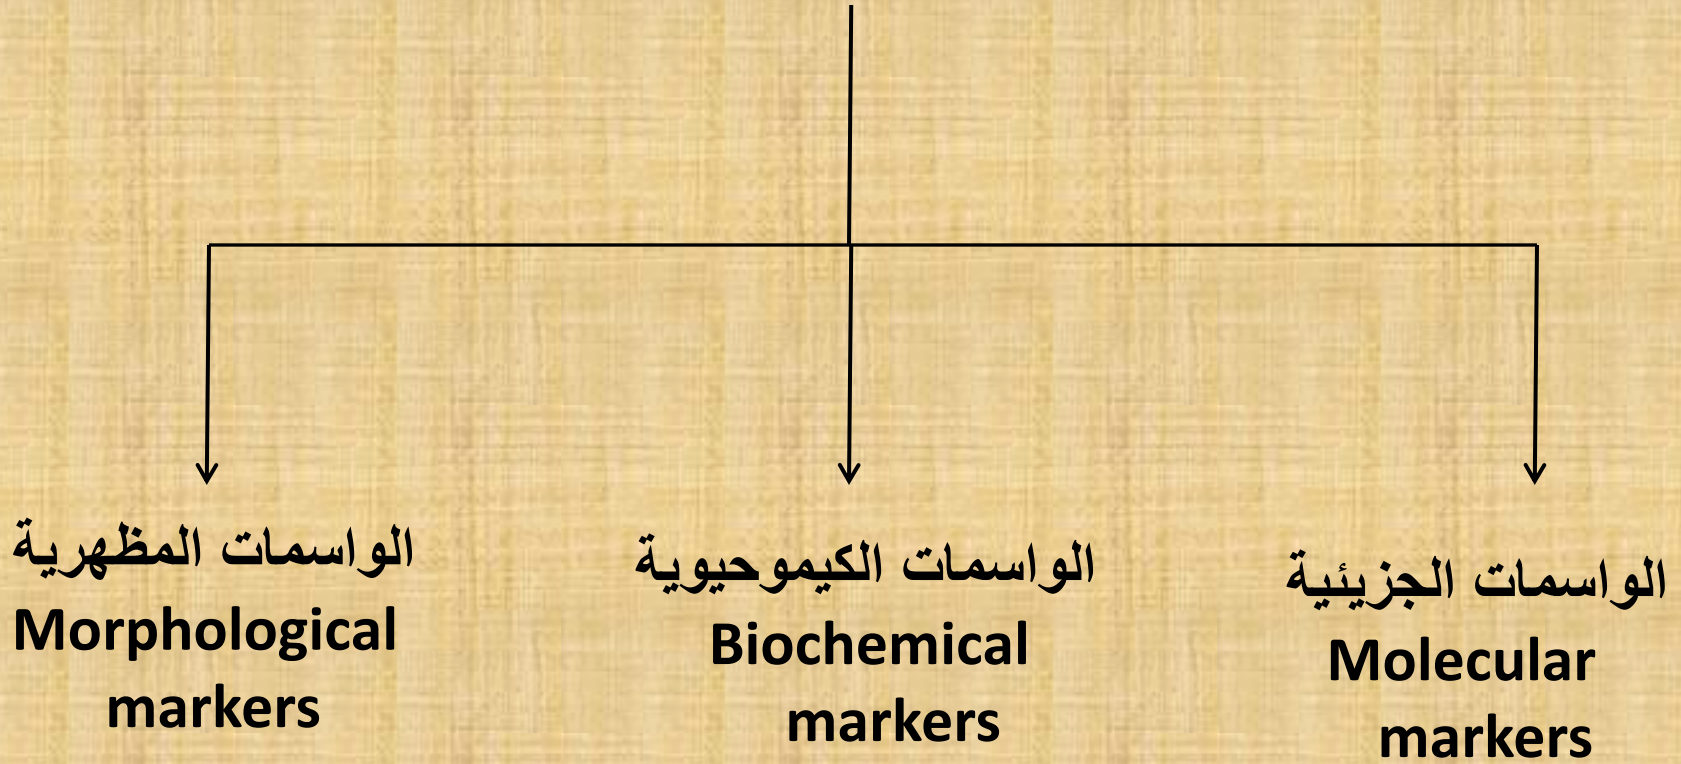 الواسمات المظهرية
Morphological
markers
الواسمات الكيموحيوية
Biochemical
markers
الواسمات الجزيئية
Molecular
markers